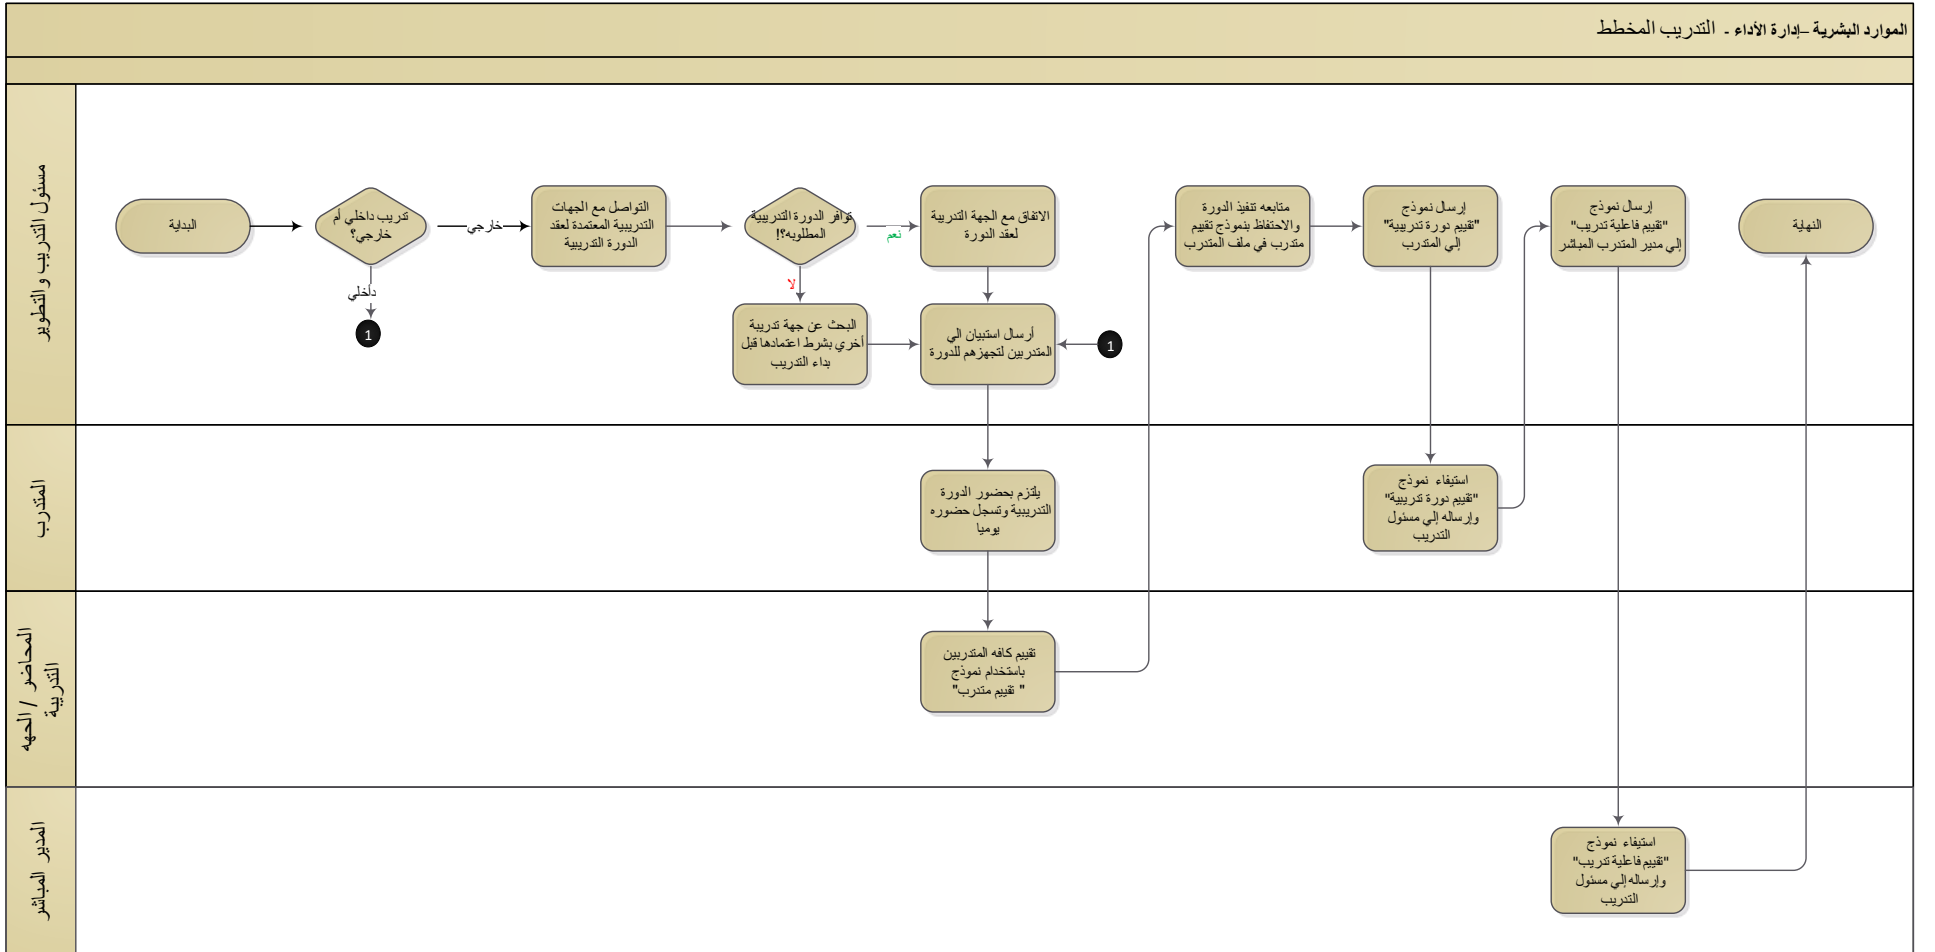 الموارد البشرية –إدارة الأداء - التدريب المخطط
مسئول التدريب و التطوير
البداية
تدريب داخلي أم
خارجي؟
خارجي
داخلي
1
التواصل مع الجهات
التدريبية المعتمدة لعقد
الدورة التدريبية
توافر الدورة التدريبية
المطلوبه؟!
نعم
لا
الاتفاق مع الجهة التدريبية
لعقد الدورة
البحث عن جهة تدريبة
أخري بشرط اعتمادها قبل
بداء التدريب
أرسال استبيان الي
المتدربين لتجهزهم للدورة
1
متابعه تنفيذ الدورة
والاحتفاظ بنموذج تقييم
متدرب في ملف المتدرب
إرسال نموذج
"تقييم دورة تدريبية"
إلي المتدرب
إرسال نموذج
"تقييم فاعلية تدريب"
إلي مدير المتدرب المباشر
النهاية
المتدرب
يلتزم بحضور الدورة
التدريبية وتسجل حضوره
يوميا
استيفاء نموذج
"تقييم دورة تدريبية"
وإرساله إلي مسئول
التدريب
المحاضر / الجهه
التدريبة
تقييم كافه المتدربين
باستخدام نموذج
" تقييم متدرب"
المدير المباشر
استيفاء نموذج
"تقييم فاعلية تدريب"
وإرساله إلي مسئول
التدريب